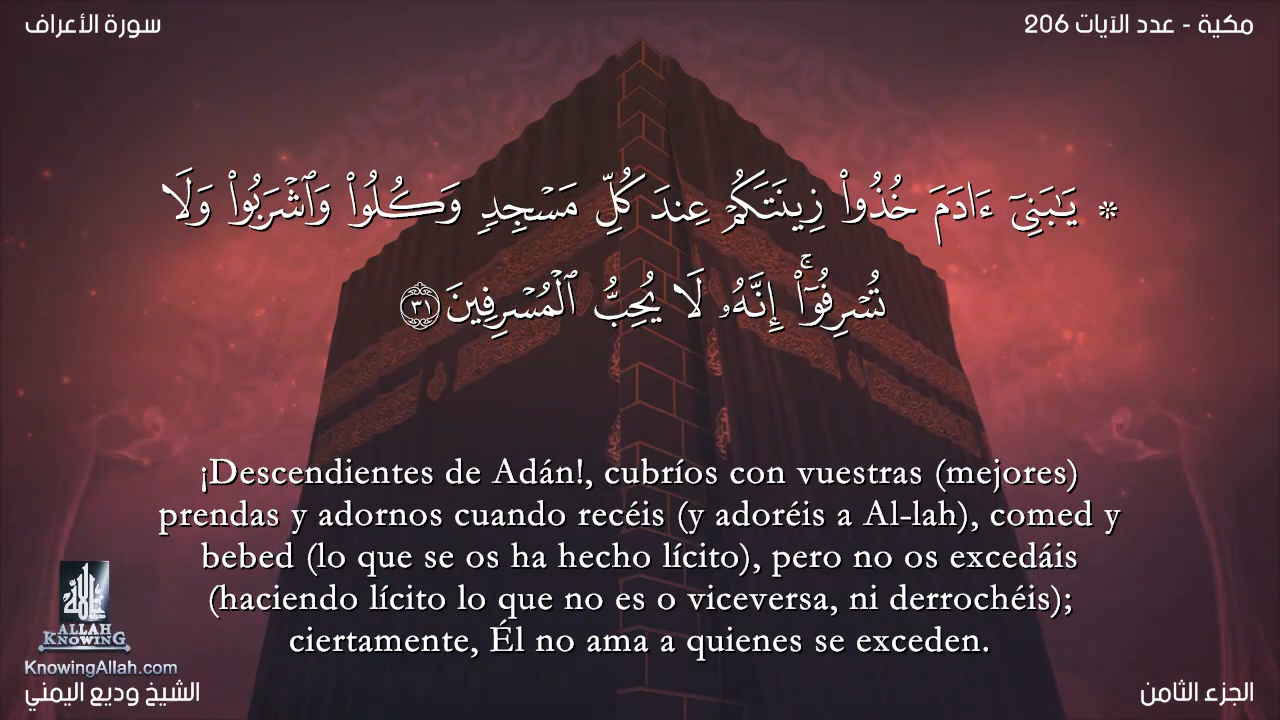 سورة الأعراف
مكية - عدد الآيات 206
۞ يَـٰبَنِىٓ ءَادَمَ خُذُوا۟ زِينَتَكُمْ عِندَ كُلِّ مَسْجِدٍ وَكُلُوا۟ وَٱشْرَبُوا۟ وَلَا
تُسْرِفُوٓا۟ ۚ إِنَّهُۥ لَا يُحِبُّ ٱلْمُسْرِفِينَ ٣١
¡Descendientes de Adán!, cubríos con vuestras (mejores)
prendas y adornos cuando recéis (y adoréis a Al-lah), comed y
bebed (lo que se os ha hecho lícito), pero no os excedáis
(haciendo lícito lo que no es o viceversa, ni derrochéis);
ciertamente, Él no ama a quienes se exceden.
ALLAH
KNOWING
KnowingAllah.com
الشيخ وديع اليمني
الجزء الثامن